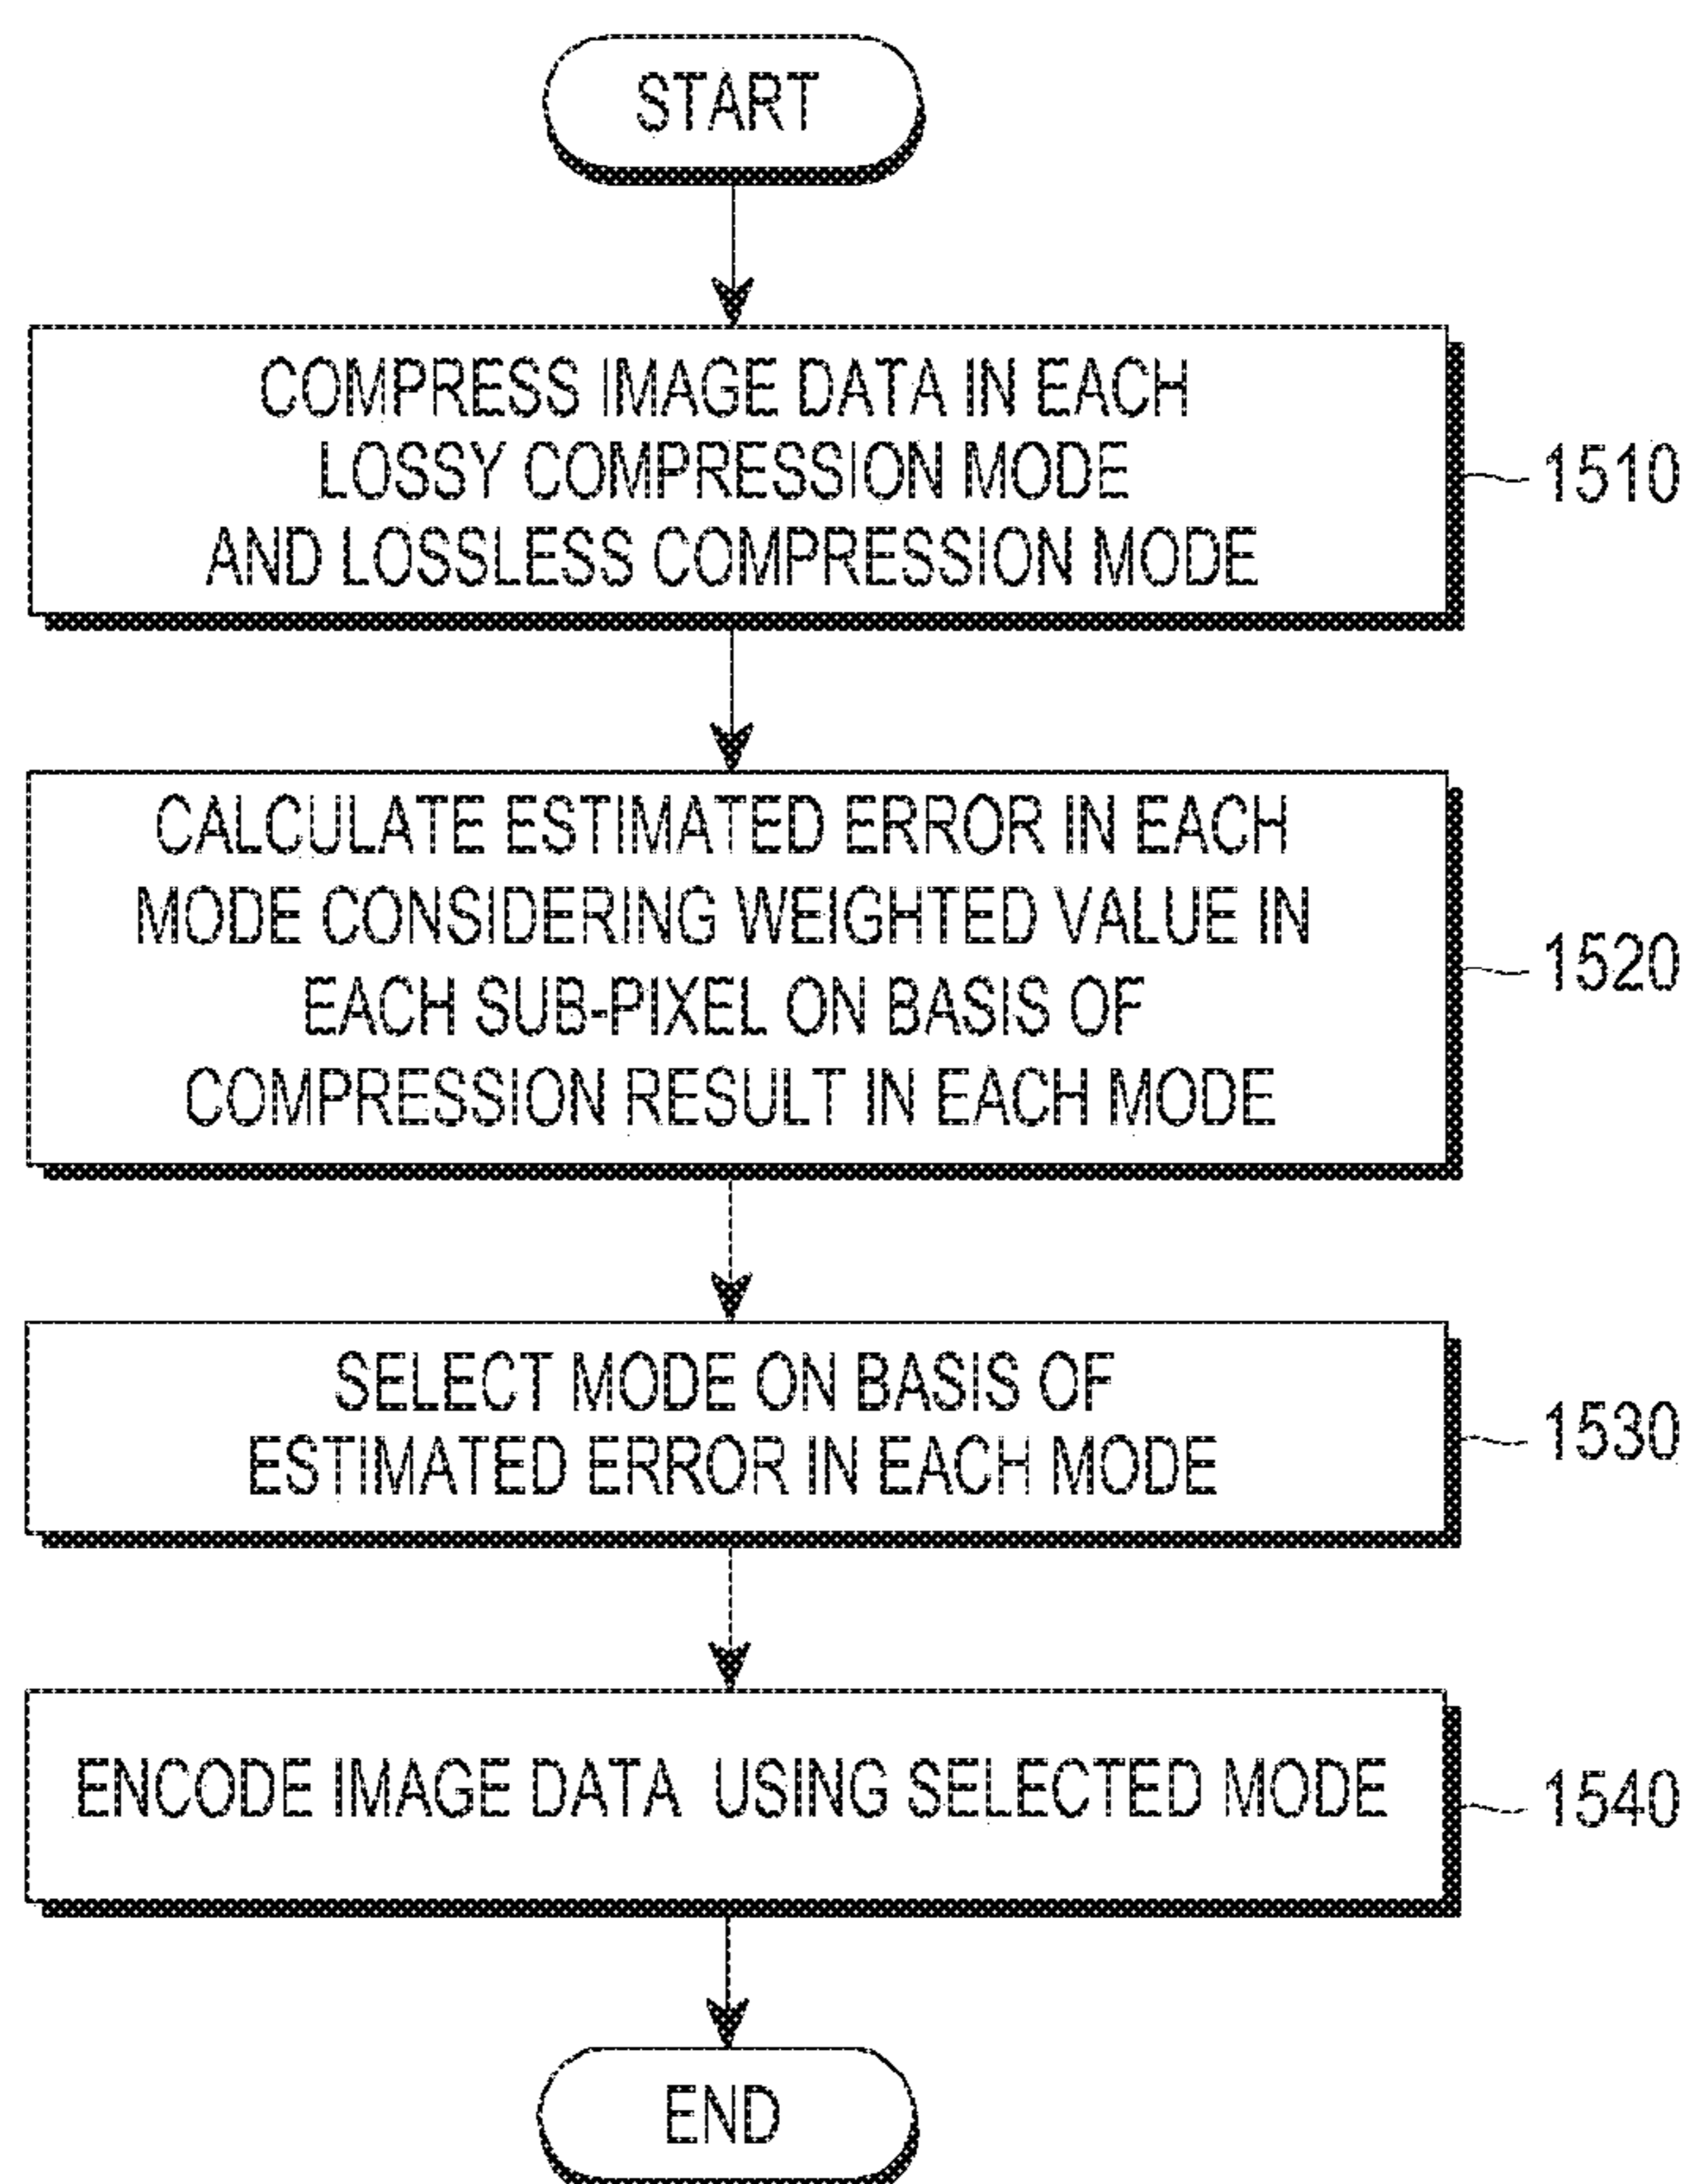 START
COMPRESS IMAGE DATA IN EACH
LOSSY COMPRESSION MODE
AND LOSSLESS COMPRESSION MODE
1510
CALCULATE ESTIMATED ERROR IN EACH
MODE CONSIDERING WEIGHTED VALUE IN
EACH SUB-PIXEL ON BASIS OF
COMPRESSION RESULT IN EACH MODE
1520
SELECT MODE ON BASIS OF
ESTIMATED ERROR IN EACH MODE
1530
ENCODE IMAGE DATA USING SELECTED MODE
1540
END